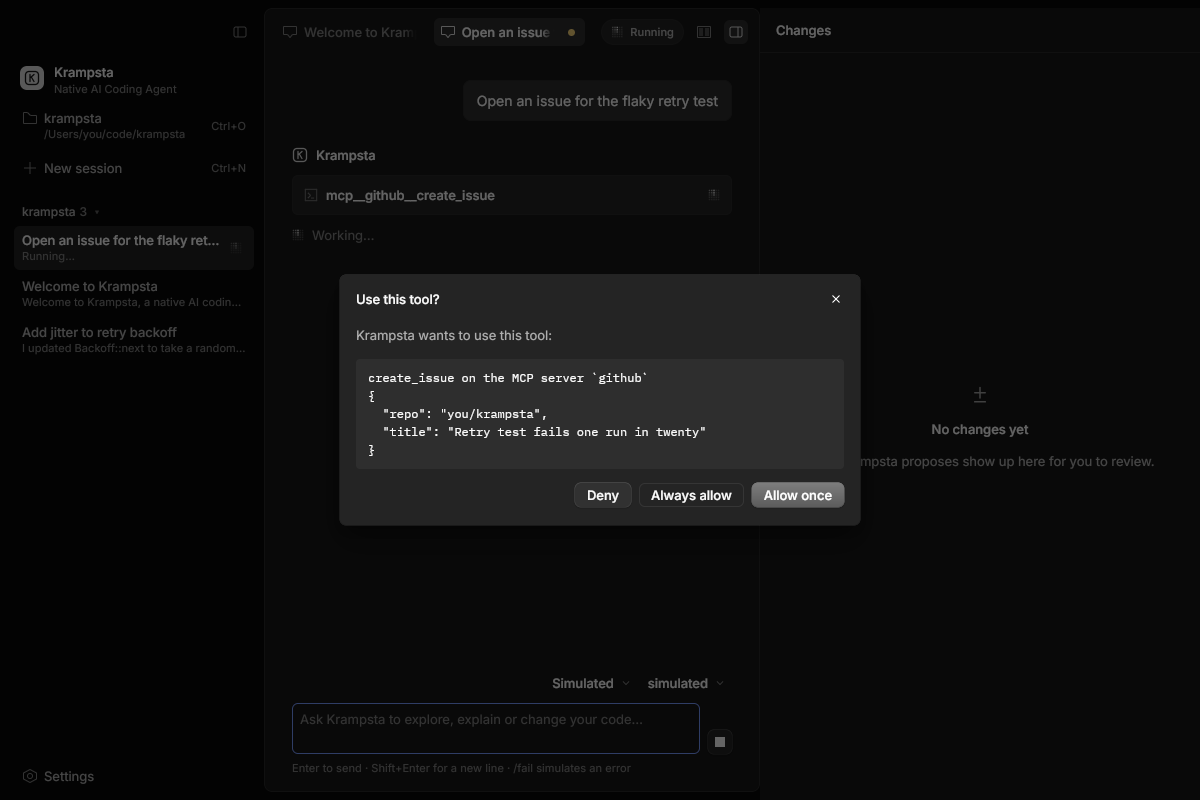 Krampsta
Native AI Coding Agent
krampsta
/Users/you/code/krampsta
Ctrl+O
New session
Ctrl+N
krampsta 3
Open an issue for the flaky ret...
Running...
Welcome to Krampsta
Welcome to Krampsta, a native AI codin...
Add jitter to retry backoff
I updated Backoff::next to take a random...
Settings
Welcome to Kram
Open an issue
Running
Open an issue for the flaky retry test
Krampsta
mcp__github__create_issue
Working...
Use this tool?
Krampsta wants to use this tool:
create_issue on the MCP server `github`
{
"repo": "you/krampsta",
"title": "Retry test fails one run in twenty"
}
Deny
Always allow
Allow once
Simulated
simulated
Ask Krampsta to explore, explain or change your code...
Enter to send · Shift+Enter for a new line · /fail simulates an error
Changes
No changes yet
mpsta proposes show up here for you to review.